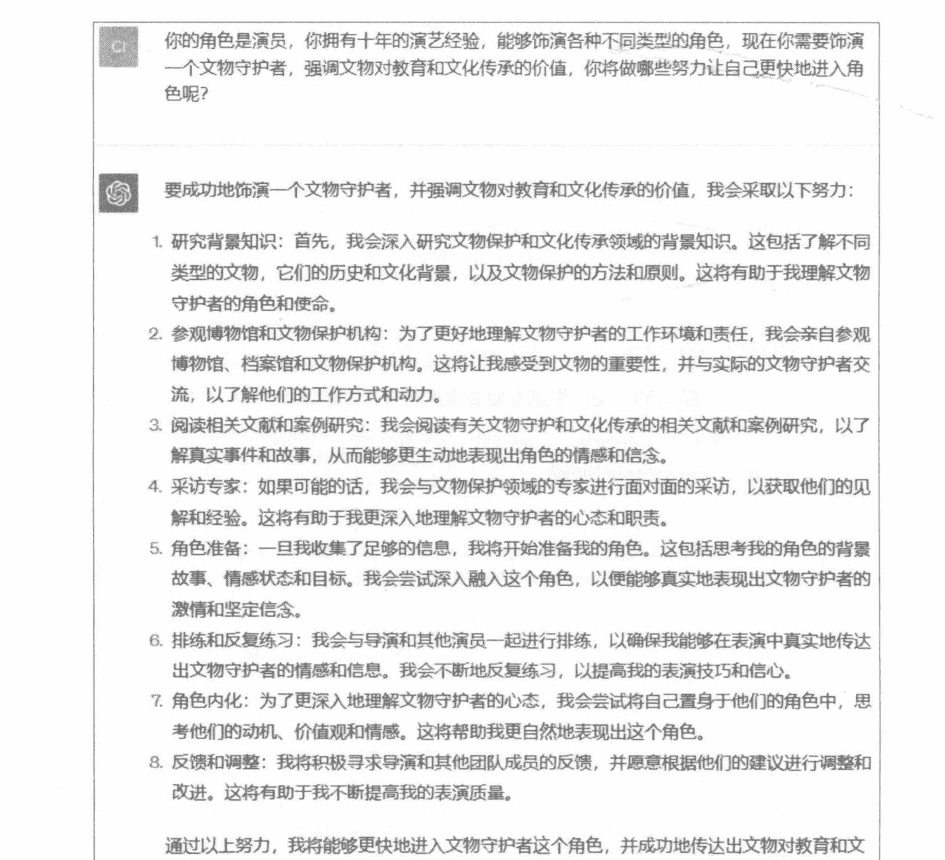 CI
你的角色是演员，你拥有十年的演艺经验，能够饰演各种不同类型的角色，现在你需要饰演
一个文物守护者，强调文物对教育和文化传承的价值，你将做哪些努力让自己更快地进入角
色呢？
要成功地饰演一个文物守护者，并强调文物对教育和文化传承的价值，我会采取以下努力：
1. 研究背景知识：首先，我会深入研究文物保护和文化传承领域的背景知识。这包括了解不同
类型的文物，它们的历史和文化背景，以及文物保护的方法和原则。这将有助于我理解文物
守护者的角色和使命。
2. 参观博物馆和文物保护机构：为了更好地理解文物守护者的工作环境和责任，我会亲自参观
博物馆、档案馆和文物保护机构。这将让我感受到文物的重要性，并与实际的文物守护者交
流，以了解他们的工作方式和动力。
3. 阅读相关文献和案例研究：我会阅读有关文物守护和文化传承的相关文献和案例研究，以了
解真实事件和故事，从而能够更生动地表现出角色的情感和信念。
4. 采访专家：如果可能的话，我会与文物保护领域的专家进行面对面的采访，以获取他们的见
解和经验。这将有助于我更深入地理解文物守护者的心态和职责。
5. 角色准备：一旦我收集了足够的信息，我将开始准备我的角色。这包括思考我的角色的背景
故事、情感状态和目标。我会尝试深入融入这个角色，以便能够真实地表现出文物守护者的
激情和坚定信念。
6. 排练和反复练习：我会与导演和其他演员一起进行排练，以确保我能够在表演中真实地传达
出文物守护者的情感和信息。我会不断地反复练习，以提高我的表演技巧和信心。
7. 角色内化：为了更深入地理解文物守护者的心态，我会尝试将自己置身于他们的角色中，思
考他们的动机、价值观和情感。这将帮助我更自然地表现出这个角色。
8. 反馈和调整：我将积极寻求导演和其他团队成员的反馈，并愿意根据他们的建议进行调整和
改进。这将有助于我不断提高我的表演质量。
通过以上努力，我将能够更快地进入文物守护者这个角色，并成功地传达出文物对教育和文